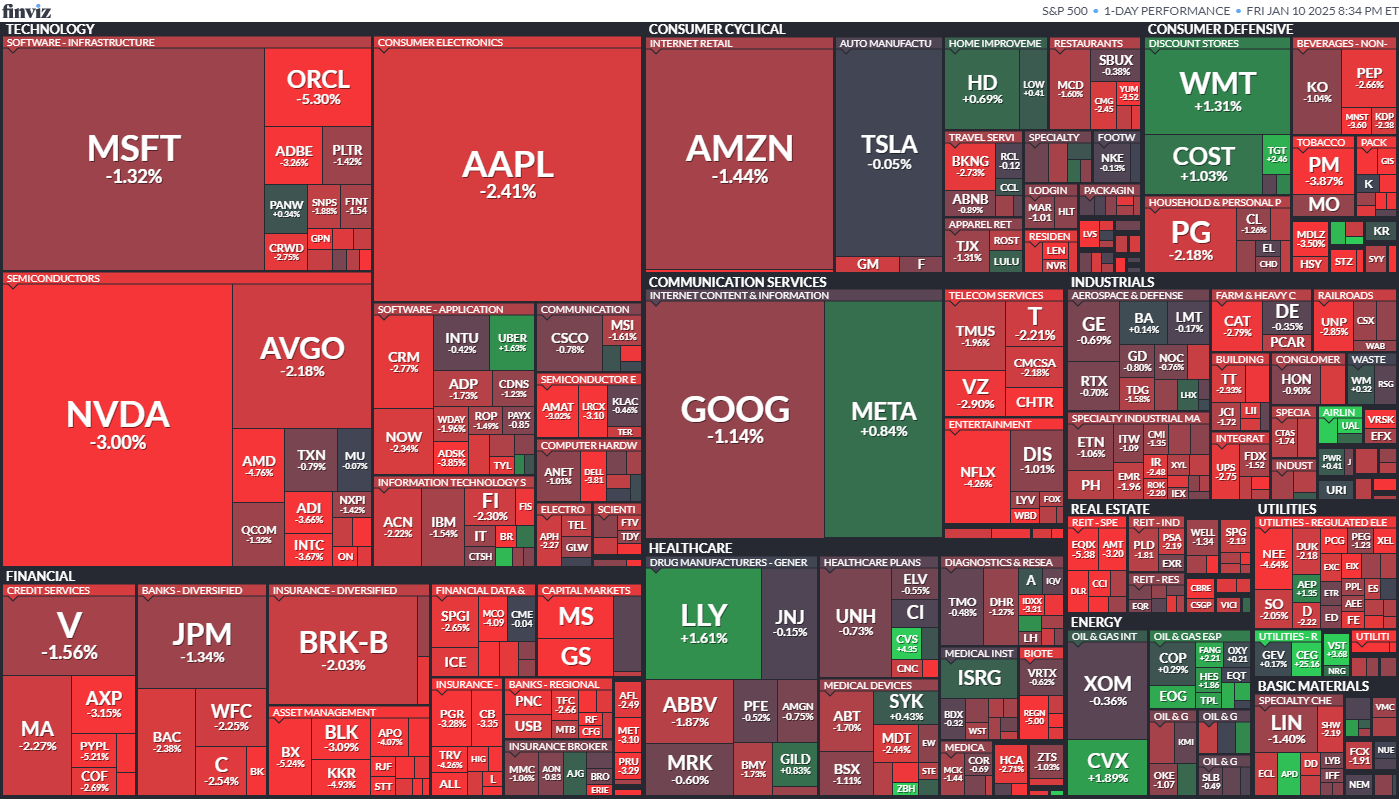 finviz
S&P 500 • 1-DAY PERFORMANCE • FRI JAN 10 2025 8:34 PM ET
TECHNOLOGY
SOFTWARE - INFRASTRUCTURE
MSFT
-1.32%
ORCL
-5.30%
ADBE
-3.26%
PLTR
-1.42%
PANW
+0.34%
SNPS
-1.88%
FTNT
-1.54
CRWD
-2.75%
GPN
CONSUMER ELECTRONICS
AAPL
-2.41%
SEMICONDUCTORS
NVDA
-3.00%
AVGO
-2.18%
AMD
-4.76%
TXN
-0.79%
MU
-0.07%
QCOM
-1.32%
ADI
-3.66%
NXPI
-1.42%
INTC
-3.67%
ON
SOFTWARE - APPLICATION
CRM
-2.77%
INTU
-0.42%
UBER
+1.63%
ADP
-1.73%
CDNS
-1.23%
NOW
-2.34%
WDAY
-1.96%
ROP
-1.49%
PAYX
-0.85
ADSK
-3.85%
TYL
COMMUNICATION
CSCO
-0.78%
MSI
-1.61%
SEMICONDUCTOR E
AMAT
-3.02%
LRCX
-3.10
KLAC
-0.46%
TER
COMPUTER HARDW
ANET
-1.01%
DELL
-3.81
INFORMATION TECHNOLOGY S
ACN
-2.22%
IBM
-1.54%
FI
-2.30%
FIS
IT
BR
CTSH
ELECTRO
APH
-2.27
TEL
GLW
SCIENTI
FTV
TDY
CONSUMER CYCLICAL
INTERNET RETAIL
AMZN
-1.44%
AUTO MANUFACTU
TSLA
-0.05%
GM
F
HOME IMPROVEME
HD
+0.69%
LOW
+0.41
RESTAURANTS
MCD
-1.60%
SBUX
-0.38%
CMG
-2.45
YUM
-3.52
TRAVEL SERVI
BKNG
-2.73%
RCL
-0.12
CCL
ABNB
-0.89%
SPECIALTY
FOOTW
NKE
-0.13%
LODGIN
MAR
-1.01
HLT
PACKAGIN
APPAREL RET
TJX
-1.31%
ROST
LULU
RESIDEN
LEN
NVR
LVS
CONSUMER DEFENSIVE
DISCOUNT STORES
WMT
+1.31%
COST
+1.03%
TGT
+2.46
BEVERAGES - NON-
KO
-1.04%
PEP
-2.66%
MNST
-3.60
KDP
-2.38
TOBACCO
PM
-3.87%
MO
PACK
GIS
K
HOUSEHOLD & PERSONAL P
PG
-2.18%
CL
-1.26%
EL
CHD
MDLZ
-3.50%
HSY
STZ
KR
SYY
COMMUNICATION SERVICES
INTERNET CONTENT & INFORMATION
GOOG
-1.14%
META
+0.84%
TELECOM SERVICES
TMUS
-1.96%
T
-2.21%
VZ
-2.90%
CMCSA
-2.18%
CHTR
ENTERTAINMENT
NFLX
-4.26%
DIS
-1.01%
LYV
FOX
WBD
INDUSTRIALS
AEROSPACE & DEFENSE
GE
-0.69%
BA
+0.14%
LMT
-0.17%
RTX
-0.70%
GD
-0.80%
NOC
-0.76%
TDG
-1.58%
LHX
FARM & HEAVY C
CAT
-2.79%
DE
-0.35%
PCAR
RAILROADS
UNP
-2.85%
CSX
WAB
BUILDING
TT
-2.33%
JCI
-1.72
LII
CONGLOMER
HON
-0.90%
WASTE
WM
+0.32
RSG
SPECIALTY INDUSTRIAL MA
ETN
-1.06%
ITW
-1.09
CMI
-1.35
PH
EMR
-1.96
IR
-2.48
XYL
ROK
-2.20
IEX
INTEGRAT
UPS
-2.75
FDX
-1.52
SPECIA
CTAS
-1.74
AIRLIN
UAL
VRSK
EFX
INDUST
PWR
+0.41
J
URI
REAL ESTATE
REIT - SPE
EQIX
-5.38
AMT
-3.20
DLR
CCI
REIT - IND
PLD
-1.81
PSA
-2.19
EXR
REIT - RES
EQR
WELL
-1.34
SPG
-2.13
CBRE
CSGP
VICI
UTILITIES
UTILITIES - REGULATED ELE
NEE
-4.64%
DUK
-2.18
PCG
PEG
-1.23
XEL
EXC
EIX
SO
-2.05%
AEP
+1.35
ETR
PPL
ES
D
-2.22
ED
AEE
FE
UTILITIES - R
GEV
+0.17%
CEG
+25.16
VST
+3.68
NRG
UTILITI
HEALTHCARE
DRUG MANUFACTURERS - GENER
LLY
+1.61%
JNJ
-0.15%
ABBV
-1.87%
PFE
-0.52%
AMGN
-0.75%
MRK
-0.60%
BMY
-1.73%
GILD
+0.83%
HEALTHCARE PLANS
UNH
-0.73%
ELV
-0.55%
CI
CVS
+4.35
CNC
MEDICAL DEVICES
ABT
-1.70%
SYK
+0.43%
MDT
-2.44%
EW
BSX
-1.11%
STE
ZBH
DIAGNOSTICS & RESEA
TMO
-0.48%
DHR
-1.27%
A
IQV
IDXX
-3.31
LH
MEDICAL INST
ISRG
BDX
-0.32
WST
BIOTE
VRTX
-0.62%
REGN
-5.00
MEDICA
MCK
-1.44
COR
-0.69
HCA
-2.71%
ZTS
-1.03%
FINANCIAL
CREDIT SERVICES
V
-1.56%
MA
-2.27%
AXP
-3.15%
PYPL
-5.21%
COF
-2.69%
BANKS - DIVERSIFIED
JPM
-1.34%
BAC
-2.38%
WFC
-2.25%
C
-2.54%
BK
INSURANCE - DIVERSIFIED
BRK-B
-2.03%
ASSET MANAGEMENT
BX
-5.24%
BLK
-3.09%
APO
-4.07%
KKR
-4.93%
RJF
STT
FINANCIAL DATA &
SPGI
-2.65%
MCO
-4.09
CME
-0.04
ICE
CAPITAL MARKETS
MS
GS
INSURANCE -
PGR
-3.28%
CB
-3.35
TRV
-4.26%
HIG
ALL
L
BANKS - REGIONAL
PNC
TFC
-2.66
USB
MTB
RF
CFG
INSURANCE BROKER
MMC
-1.06%
AON
-0.83
AJG
BRO
ERIE
AFL
-2.49
MET
-3.10
PRU
-3.29
ENERGY
OIL & GAS INT
XOM
-0.36%
CVX
+1.89%
OIL & GAS E&P
COP
+0.29%
FANG
+2.21
OXY
+0.21
EOG
HES
+1.86
EQT
TPL
OIL & G
KMI
OKE
-1.07
OIL & G
OIL & G
SLB
-0.49
BASIC MATERIALS
SPECIALTY CHE
LIN
-1.40%
SHW
-2.19
ECL
APD
DD
LYB
IFF
VMC
FCX
-1.91
NUE
NEM